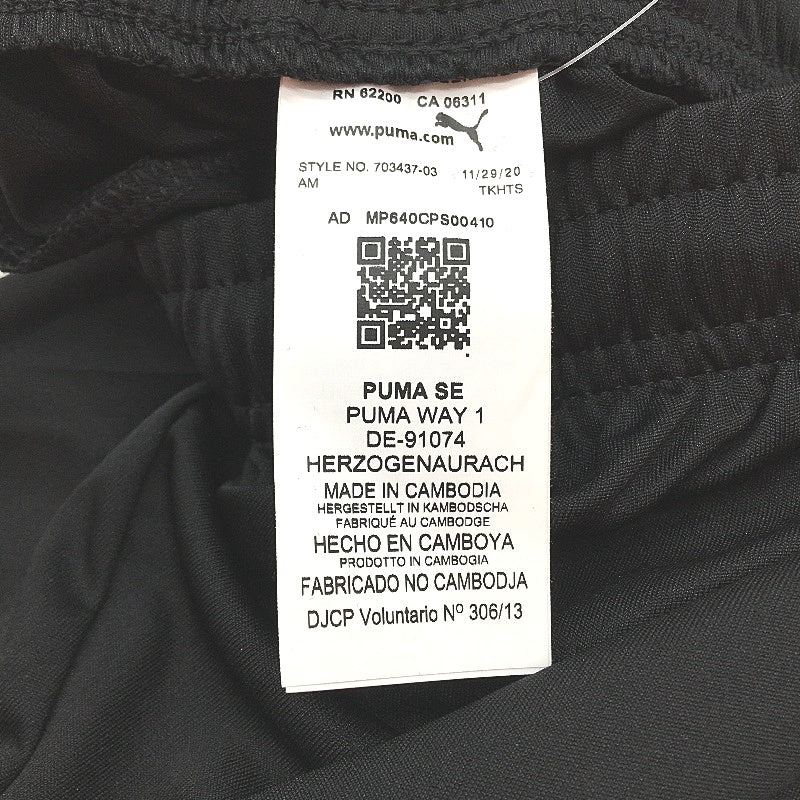 RN 62200 CA 06311
www.puma.com
STYLE NO. 703437-03 11/29/20
AM TKHTS
AD MP640CPS00410
PUMA SE
PUMA WAY 1
DE-91074
HERZOGENAURACH
MADE IN CAMBODIA
HERGESTELLT IN KAMBODSCHA
FABRIQUÉ AU CAMBODGE
HECHO EN CAMBOYA
PRODOTTO IN CAMBOGIA
FABRICADO NO CAMBODJA
DJCP Voluntario Nº 306/13